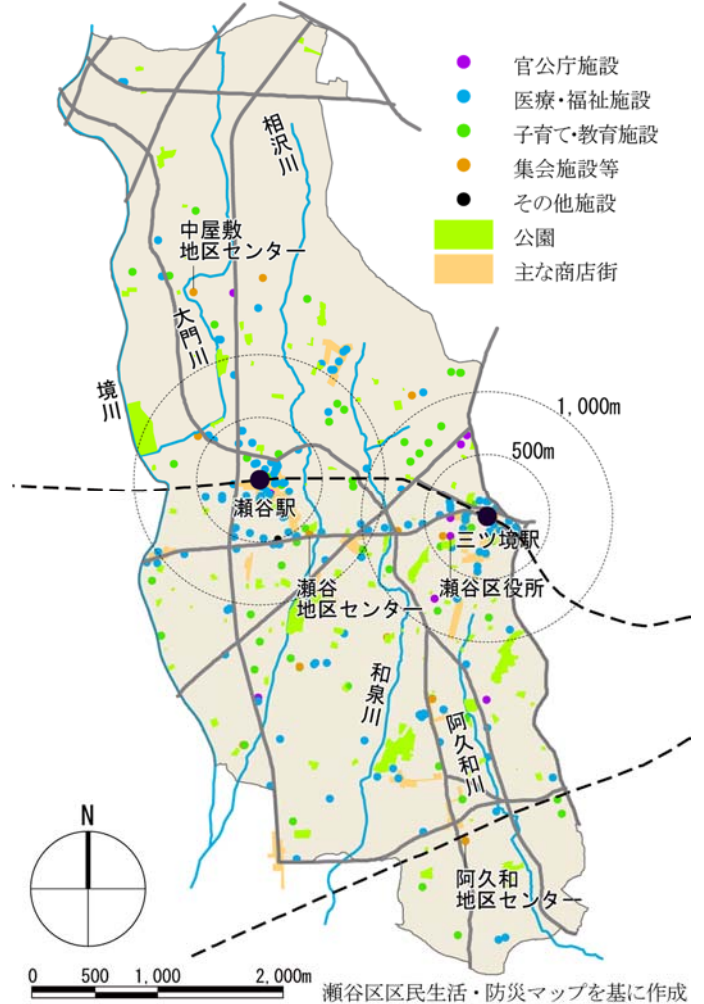 官公庁施設
医療・福祉施設
子育て・教育施設
集会施設等
その他施設
公園
主な商店街
相沢川
中屋敷
地区センター
大門川
境川
1,000m
500m
瀬谷駅
三ツ境駅
瀬谷
地区センター
瀬谷区役所
和泉川
阿久和川
N
阿久和
地区センター
0 500 1,000 2,000m
瀬谷区区民生活・防災マップを基に作成